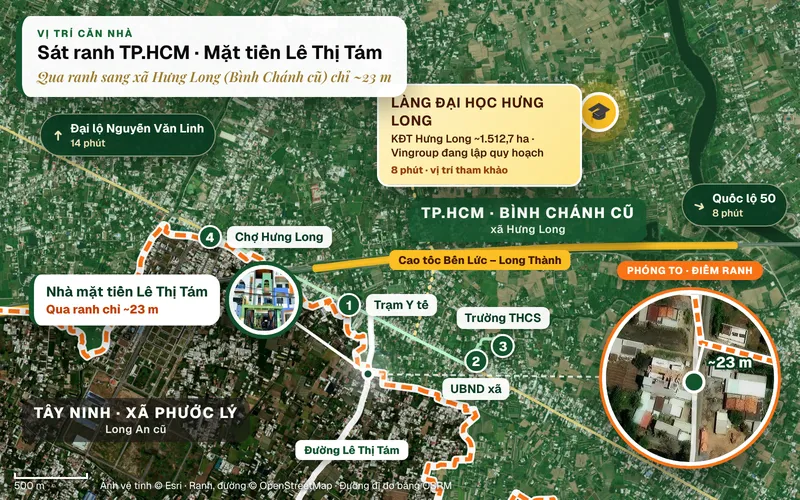 VỊ TRÍ CĂN NHÀ
Sát ranh TP.HCM · Mặt tiền Lê Thị Tám
Qua ranh sang xã Hưng Long (Bình Chánh cũ) chỉ ~23 m
LÀNG ĐẠI HỌC HƯNG
LONG
KĐT Hưng Long ~1.512,7 ha ·
Vingroup đang lập quy hoạch
8 phút · vị trí tham khảo
↑ Đại lộ Nguyễn Văn Linh
14 phút
→ Quốc lộ 50
8 phút
TP.HCM · BÌNH CHÁNH CŨ
xã Hưng Long
4 Chợ Hưng Long
Cao tốc Bến Lức – Long Thành
PHÓNG TO · ĐIỂM RANH
Nhà mặt tiền Lê Thị Tám
Qua ranh chỉ ~23 m
1 Trạm Y tế
Trường THCS
3
2
UBND xã
~23 m
TÂY NINH · XÃ PHƯỚC LÝ
Long An cũ
Đường Lê Thị Tám
500 m
Ảnh vệ tinh © Esri · Ranh, đường © OpenStreetMap · Đường đi đo bằng OSRM